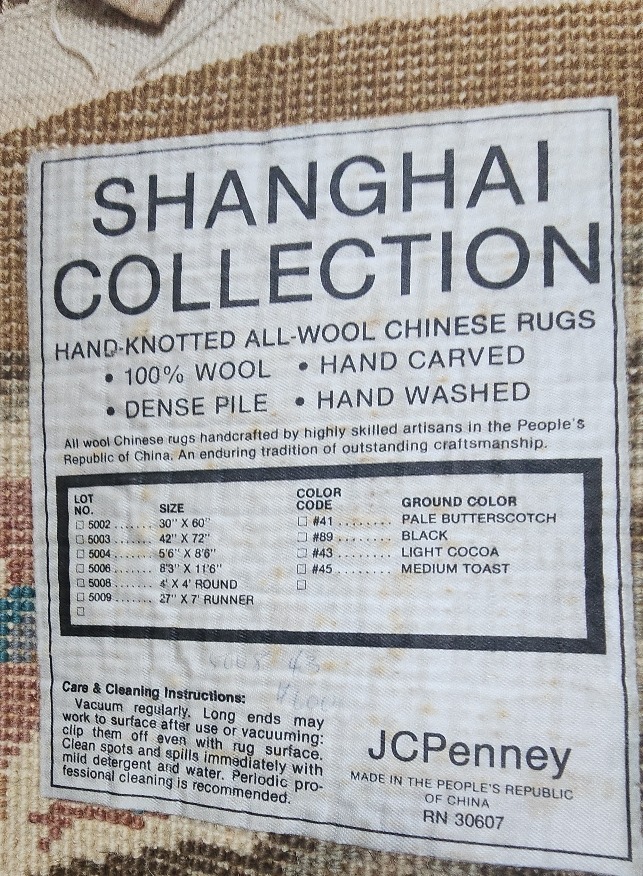 SHANGHAI
COLLECTION
HAND-KNOTTED ALL-WOOL CHINESE RUGS
• 100% WOOL • HAND CARVED
• DENSE PILE • HAND WASHED
All wool Chinese rugs handcrafted by highly skilled artisans in the People's
Republic of China. An enduring tradition of outstanding craftsmanship.
LOT
NO. SIZE
☐ 5002 ....... 30'' X 60''
☐ 5003 ....... 42'' X 72''
☐ 5004 ....... 5'6'' X 8'6''
☐ 5006 ....... 8'3'' X 11'6''
☐ 5008 ....... 4' X 4' ROUND
☐ 5009 ....... 27'' X 7' RUNNER
☐
COLOR
CODE GROUND COLOR
☐ #41 ........ PALE BUTTERSCOTCH
☐ #89 ........ BLACK
☐ #43 ........ LIGHT COCOA
☐ #45 ........ MEDIUM TOAST
☐
Care & Cleaning Instructions:
Vacuum regularly. Long ends may
work to surface after use or vacuuming:
clip them off even with rug surface.
Clean spots and spills immediately with
mild detergent and water. Periodic pro-
fessional cleaning is recommended.
JCPenney
MADE IN THE PEOPLE'S REPUBLIC
OF CHINA
RN 30607